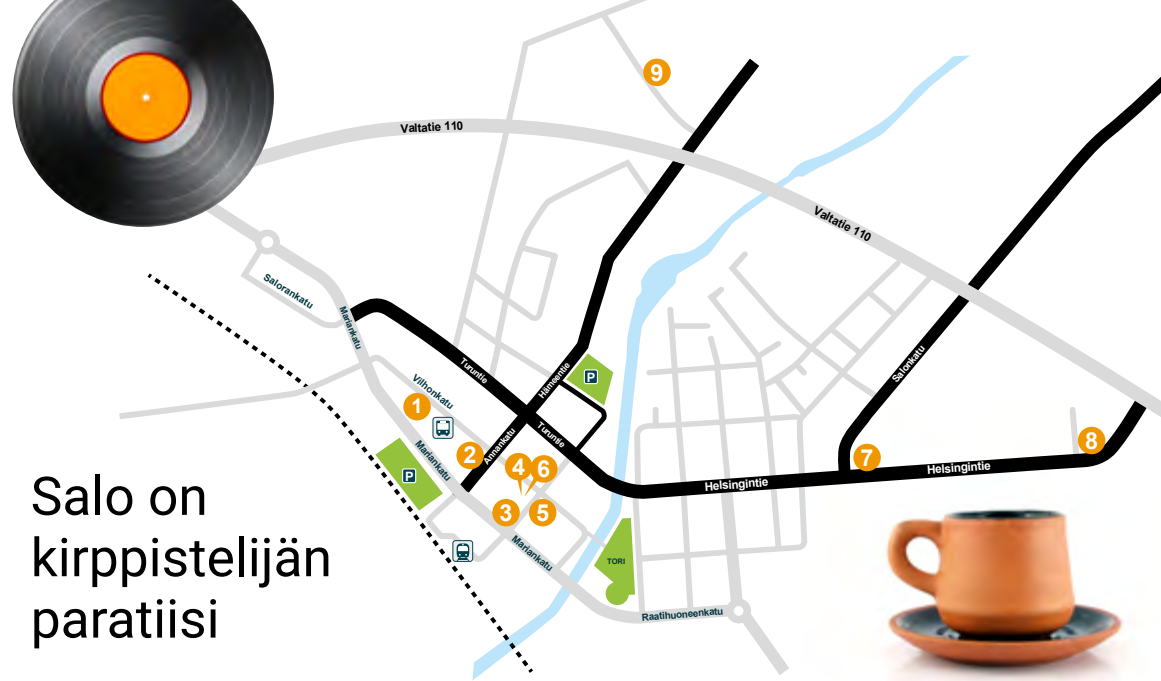 9
Valtatie 110
Valtatie 110
Salorankatu
Mariankatu
Turuntie
Hämeentie
P
Salonkatu
Vilhonkatu
1
Turuntie
Annankatu
Mariankatu
2
4 6
P
7
8
Helsingintie
Helsingintie
3
5
Mariankatu
TORI
Raatihuoneenkatu
Salo on
kirppistelijän
paratiisi